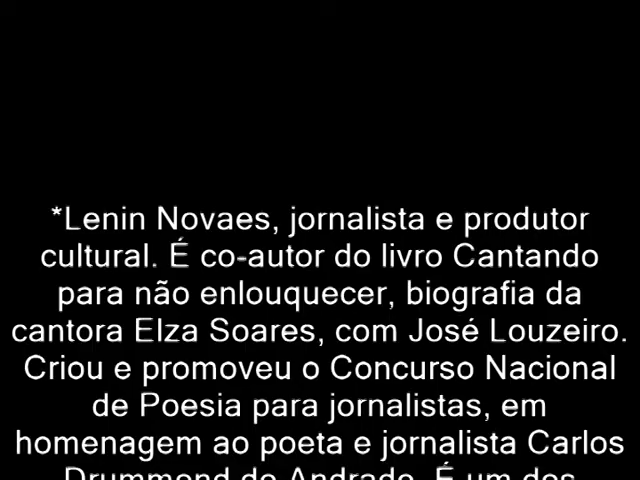 *Lenin Novaes, jornalista e produtor
cultural. É co-autor do livro Cantando
para não enlouquecer, biografia da
cantora Elza Soares, com José Louzeiro.
Criou e promoveu o Concurso Nacional
de Poesia para jornalistas, em
homenagem ao poeta e jornalista Carlos
Drummond de Andrade. É um dos